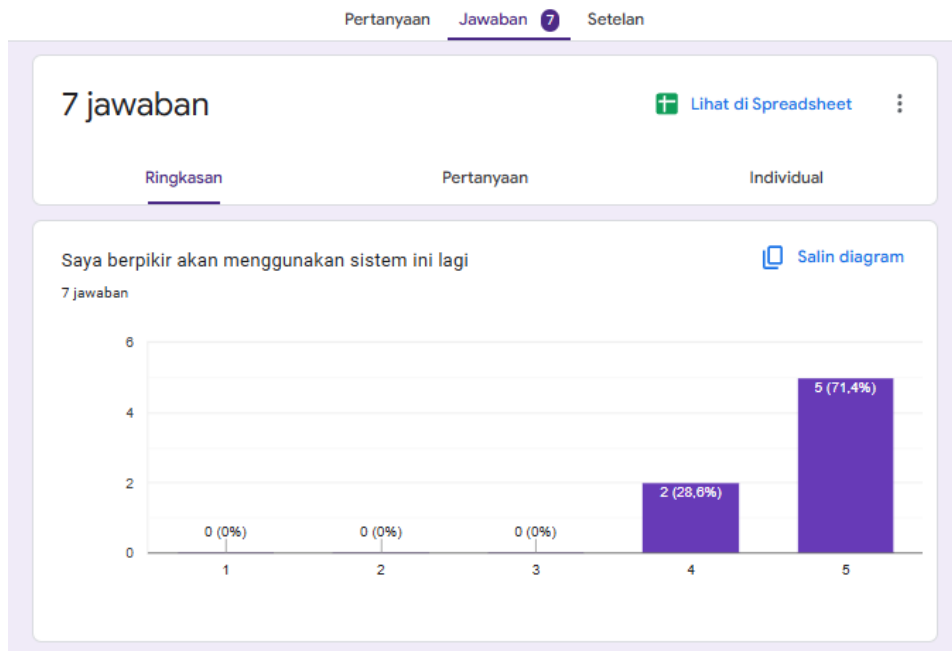 Pertanyaan Jawaban 7 Setelan
7 jawaban
Lihat di Spreadsheet
Ringkasan Pertanyaan Individual
Saya berpikir akan menggunakan sistem ini lagi
Salin diagram
7 jawaban
6
4
2
0
0 (0%) 0 (0%) 0 (0%) 2 (28,6%) 5 (71,4%)
1 2 3 4 5